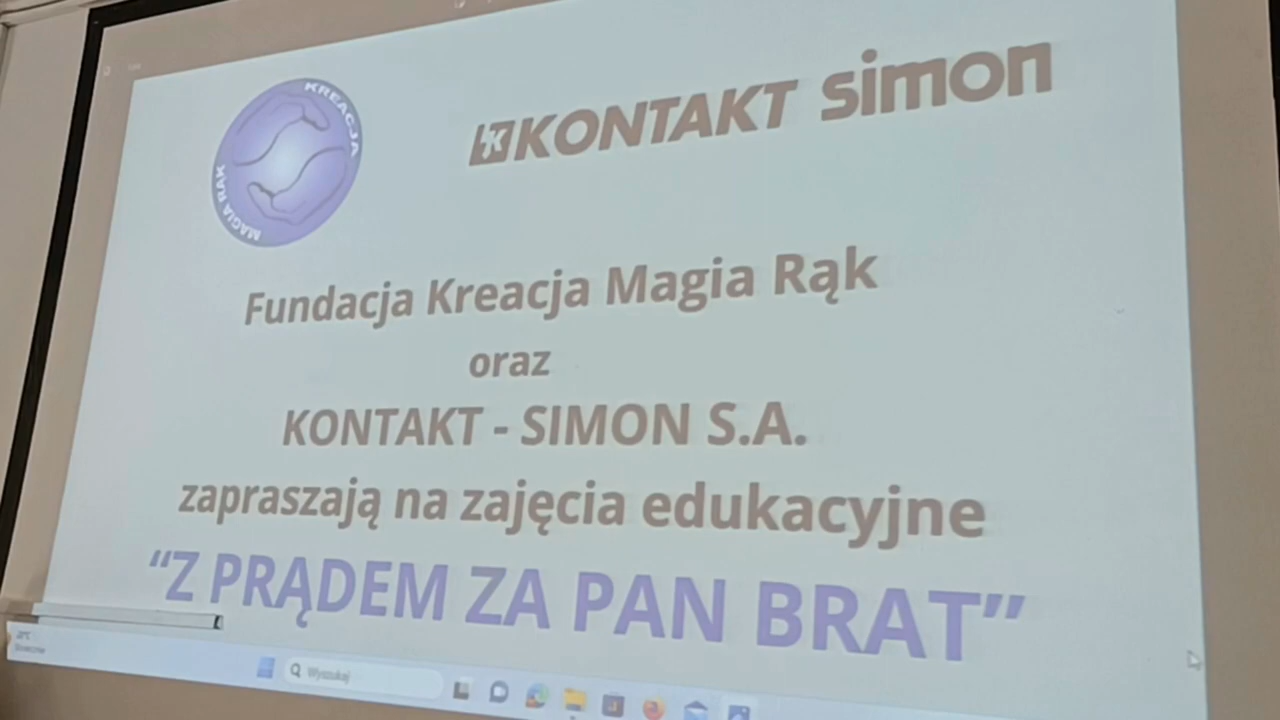 KREACJA
MAGIA RĄK
KONTAKT simon
Fundacja Kreacja Magia Rąk
oraz
KONTAKT - SIMON S.A.
zapraszają na zajęcia edukacyjne
“Z PRĄDEM ZA PAN BRAT”
Wyszukaj